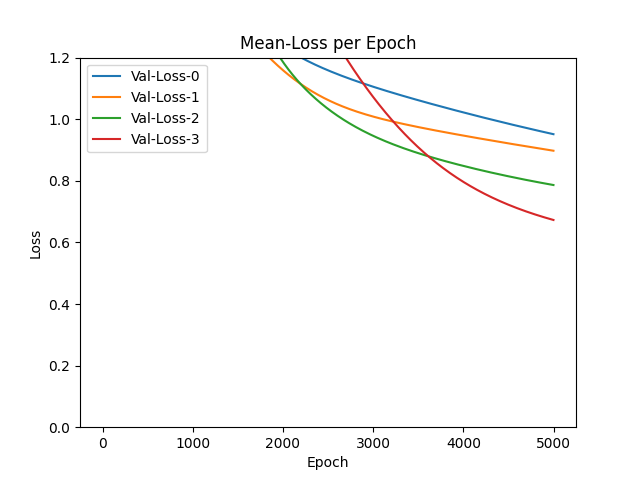 Mean-Loss per Epoch
1.2
1.0
0.8
0.6
0.4
0.2
0.0
Loss
Val-Loss-0
Val-Loss-1
Val-Loss-2
Val-Loss-3
0 1000 2000 3000 4000 5000
Epoch